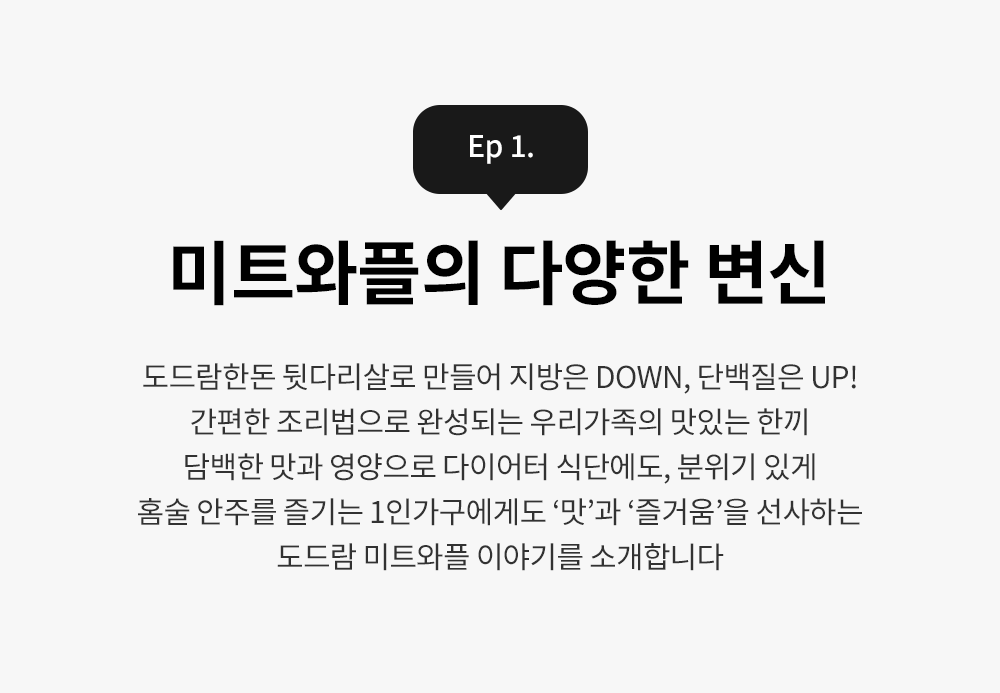 Ep 1.
미트와플의 다양한 변신
도드람한돈 뒷다리살로 만들어 지방은 DOWN, 단백질은 UP!
간편한 조리법으로 완성되는 우리가족의 맛있는 한끼
담백한 맛과 영양으로 다이어터 식단에도, 분위기 있게
홈술 안주를 즐기는 1인가구에게도 ‘맛’과 ‘즐거움’을 선사하는
도드람 미트와플 이야기를 소개합니다